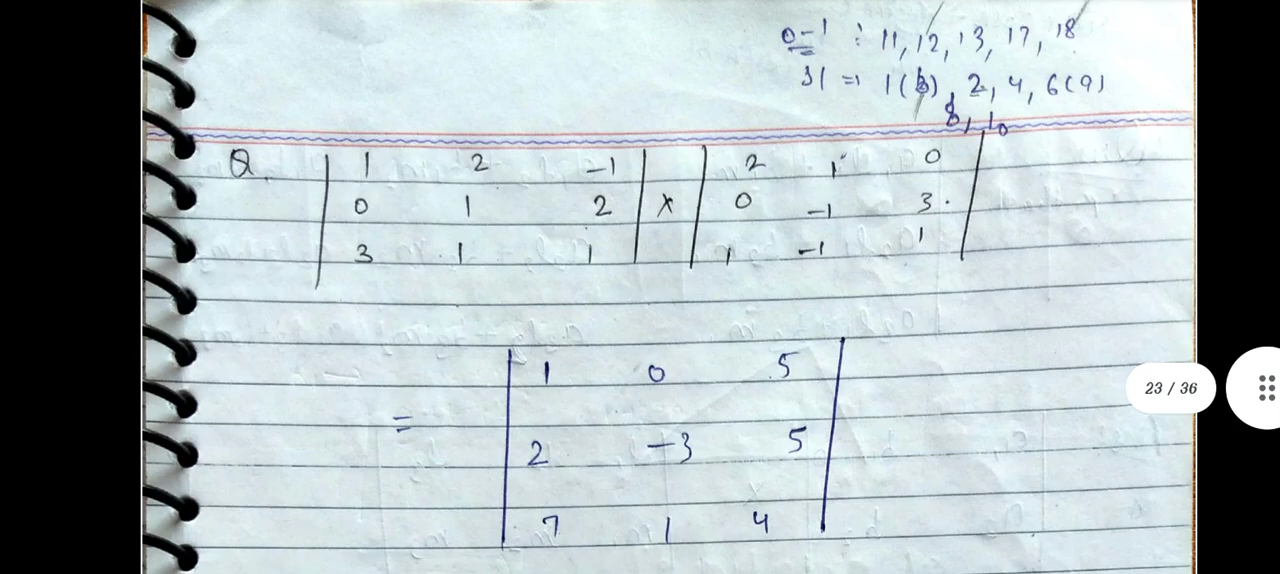 0-1 : 11, 12, 13, 17, 18
31 = 1(b), 2, 4, 6(9)
8, 10
Q. | 1 2 -1 | × | 2 1 0 |
| 0 1 2 | | 0 -1 3. |
| 3 1 1 | | 1 -1 1 |
| 1 0 5 |
= | 2 -3 5 |
| 7 1 4 |
23 / 36